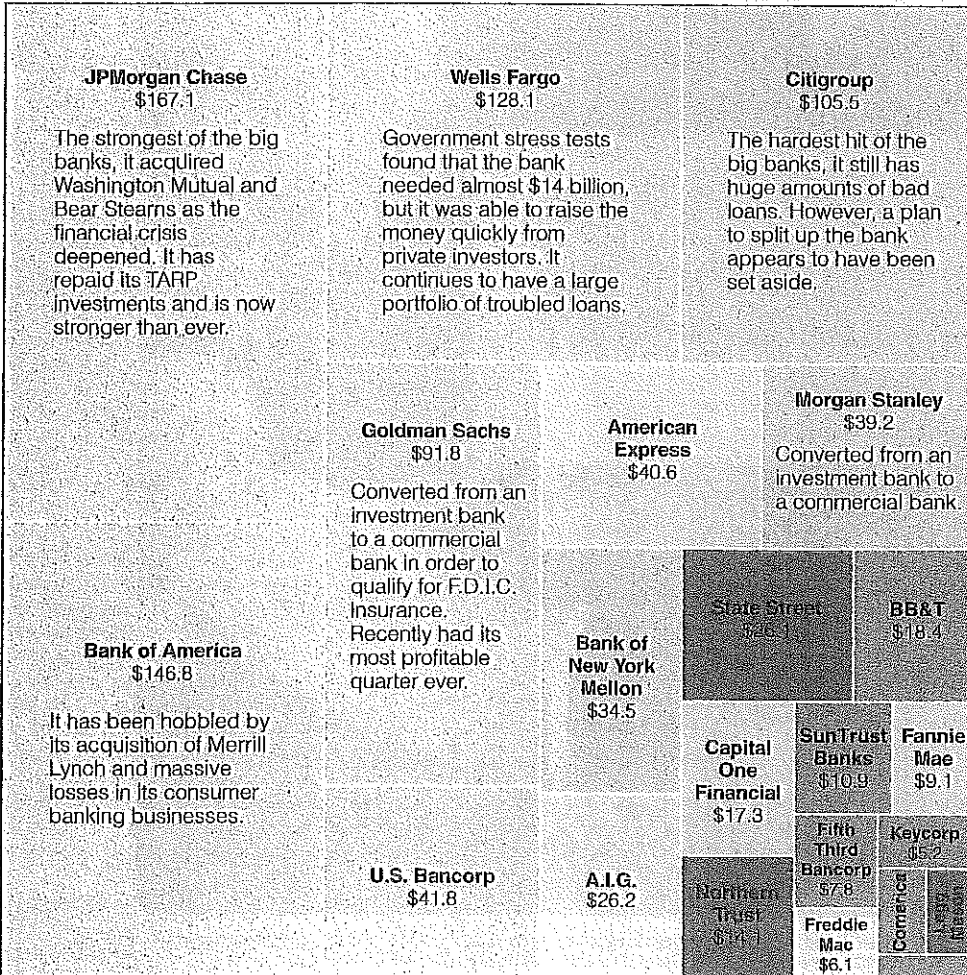 JPMorgan Chase
$167.1
The strongest of the big
banks, it acquired
Washington Mutual and
Bear Stearns as the
financial crisis
deepened. It has
repaid its TARP
investments and is now
stronger than ever.
Wells Fargo
$128.1
Government stress tests
found that the bank
needed almost $14 billion,
but it was able to raise the
money quickly from
private investors. It
continues to have a large
portfolio of troubled loans.
Citigroup
$105.5
The hardest hit of the
big banks, it still has
huge amounts of bad
loans. However, a plan
to split up the bank
appears to have been
set aside.
Goldman Sachs
$91.8
Converted from an
investment bank
to a commercial
bank in order to
qualify for F.D.I.C.
Insurance.
Recently had its
most profitable
quarter ever.
American
Express
$40.6
Morgan Stanley
$39.2
Converted from an
investment bank to
a commercial bank.
Bank of America
$146.8
It has been hobbled by
its acquisition of Merrill
Lynch and massive
losses in its consumer
banking businesses.
Bank of
New York
Mellon
$34.5
State Street
BB&T
$18.4
Capital
One
Financial
$17.3
SunTrust
Banks
$10.9
Fannie
Mae
$9.1
U.S. Bancorp
$41.8
A.I.G.
$26.2
Northern
Trust
Fifth
Third
Bancorp
$7.8
Keycorp
$5.2
Freddie
Mac
$6.1
Comerica